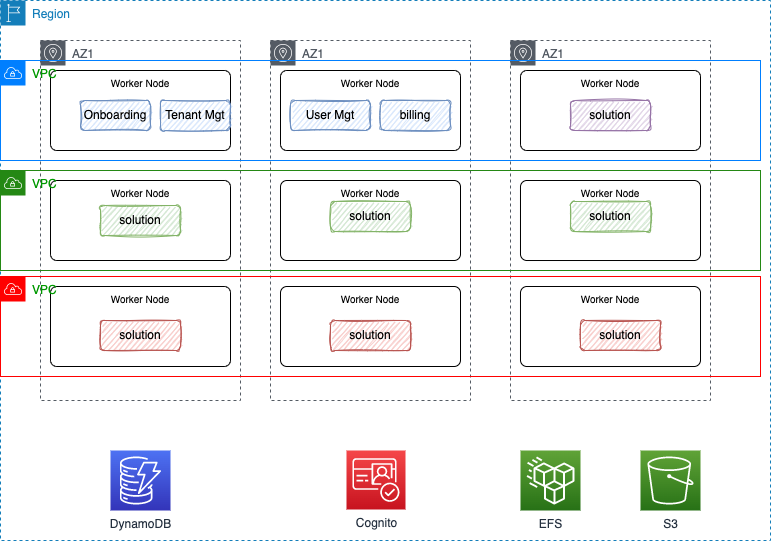 Region
AZ1
AZ1
AZ1
VPC
Worker Node
Worker Node
Worker Node
Onboarding
Tenant Mgt
User Mgt
billing
solution
VPC
Worker Node
Worker Node
Worker Node
solution
solution
solution
VPC
Worker Node
Worker Node
Worker Node
solution
solution
solution
DynamoDB
Cognito
EFS
S3